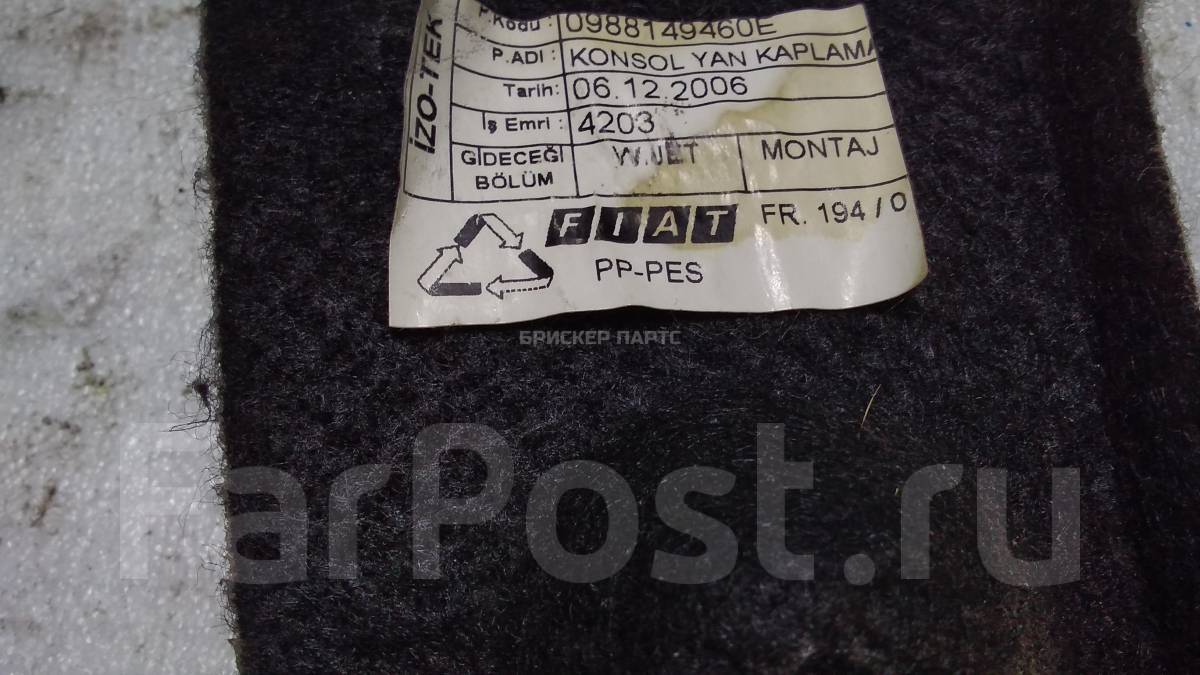 İZO-TEK
P.Kodu : 0988149460E
P.ADI : KONSOL YAN KAPLAMA
Tarih: 06.12.2006
İş Emri : 4203
GİDECEĞİ BÖLÜM W.JET MONTAJ
FIAT FR. 194 / 0
PP-PES
БРИСКЕР ПАРТС
FarPost.ru